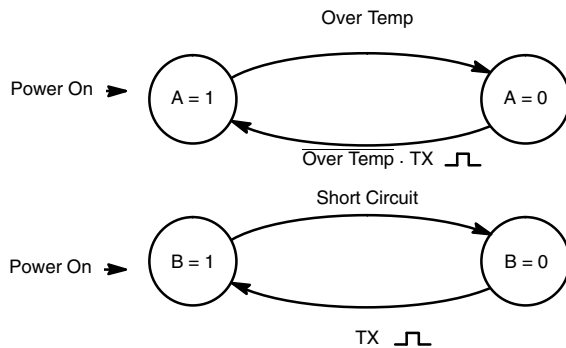 Over Temp
Power On
A = 1
A = 0
Over Temp . TX
Short Circuit
Power On
B = 1
B = 0
TX